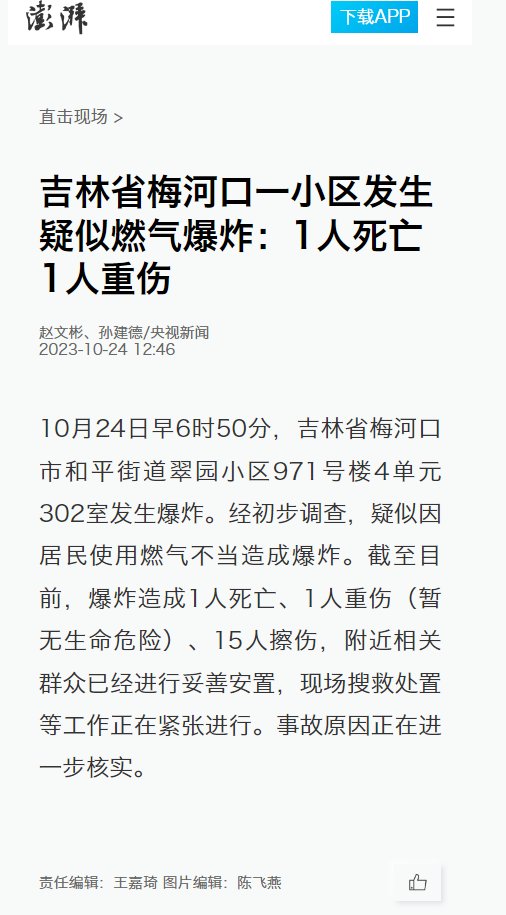 澎湃
下载APP
直击现场 >
吉林省梅河口一小区发生
疑似燃气爆炸：1人死亡
1人重伤
赵文彬、孙建德/央视新闻
2023-10-24 12:46
10月24日早6时50分，吉林省梅河口
市和平街道翠园小区971号楼4单元
302室发生爆炸。经初步调查，疑似因
居民使用燃气不当造成爆炸。截至目
前，爆炸造成1人死亡、1人重伤（暂
无生命危险）、15人擦伤，附近相关
群众已经进行妥善安置，现场搜救处置
等工作正在紧张进行。事故原因正在进
一步核实。
责任编辑：王嘉琦 图片编辑：陈飞燕